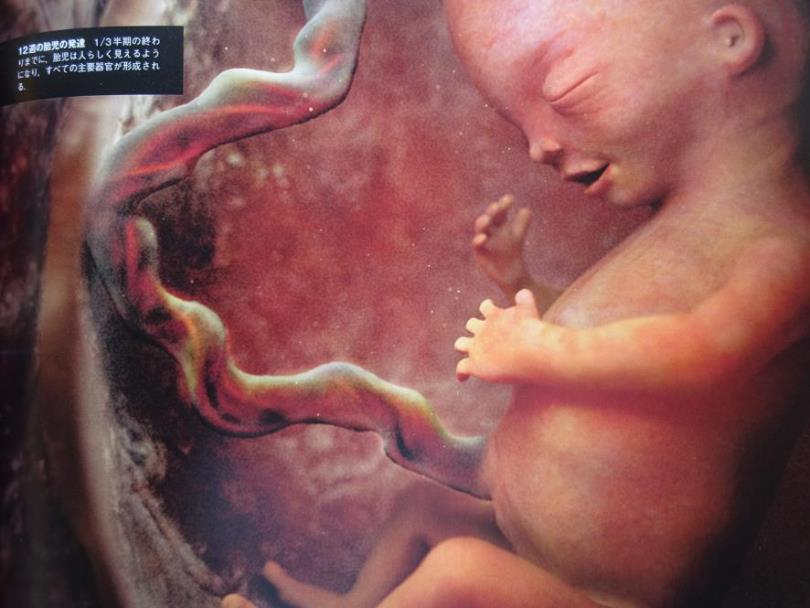 12週の胎児の発達 1/3半期の終わ
りまでに，胎児は人らしく見えるよう
になり，すべての主要器官が形成され
る．